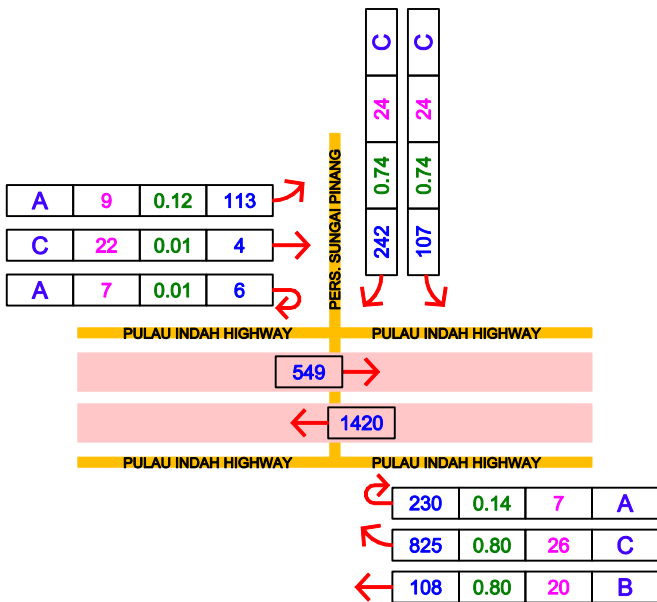 C 24 0.74 242
C 24 0.74 107
PERS. SUNGAI PINANG
A 9 0.12 113
C 22 0.01 4
A 7 0.01 6
PULAU INDAH HIGHWAY PULAU INDAH HIGHWAY
549
1420
PULAU INDAH HIGHWAY PULAU INDAH HIGHWAY
230 0.14 7 A
825 0.80 26 C
108 0.80 20 B